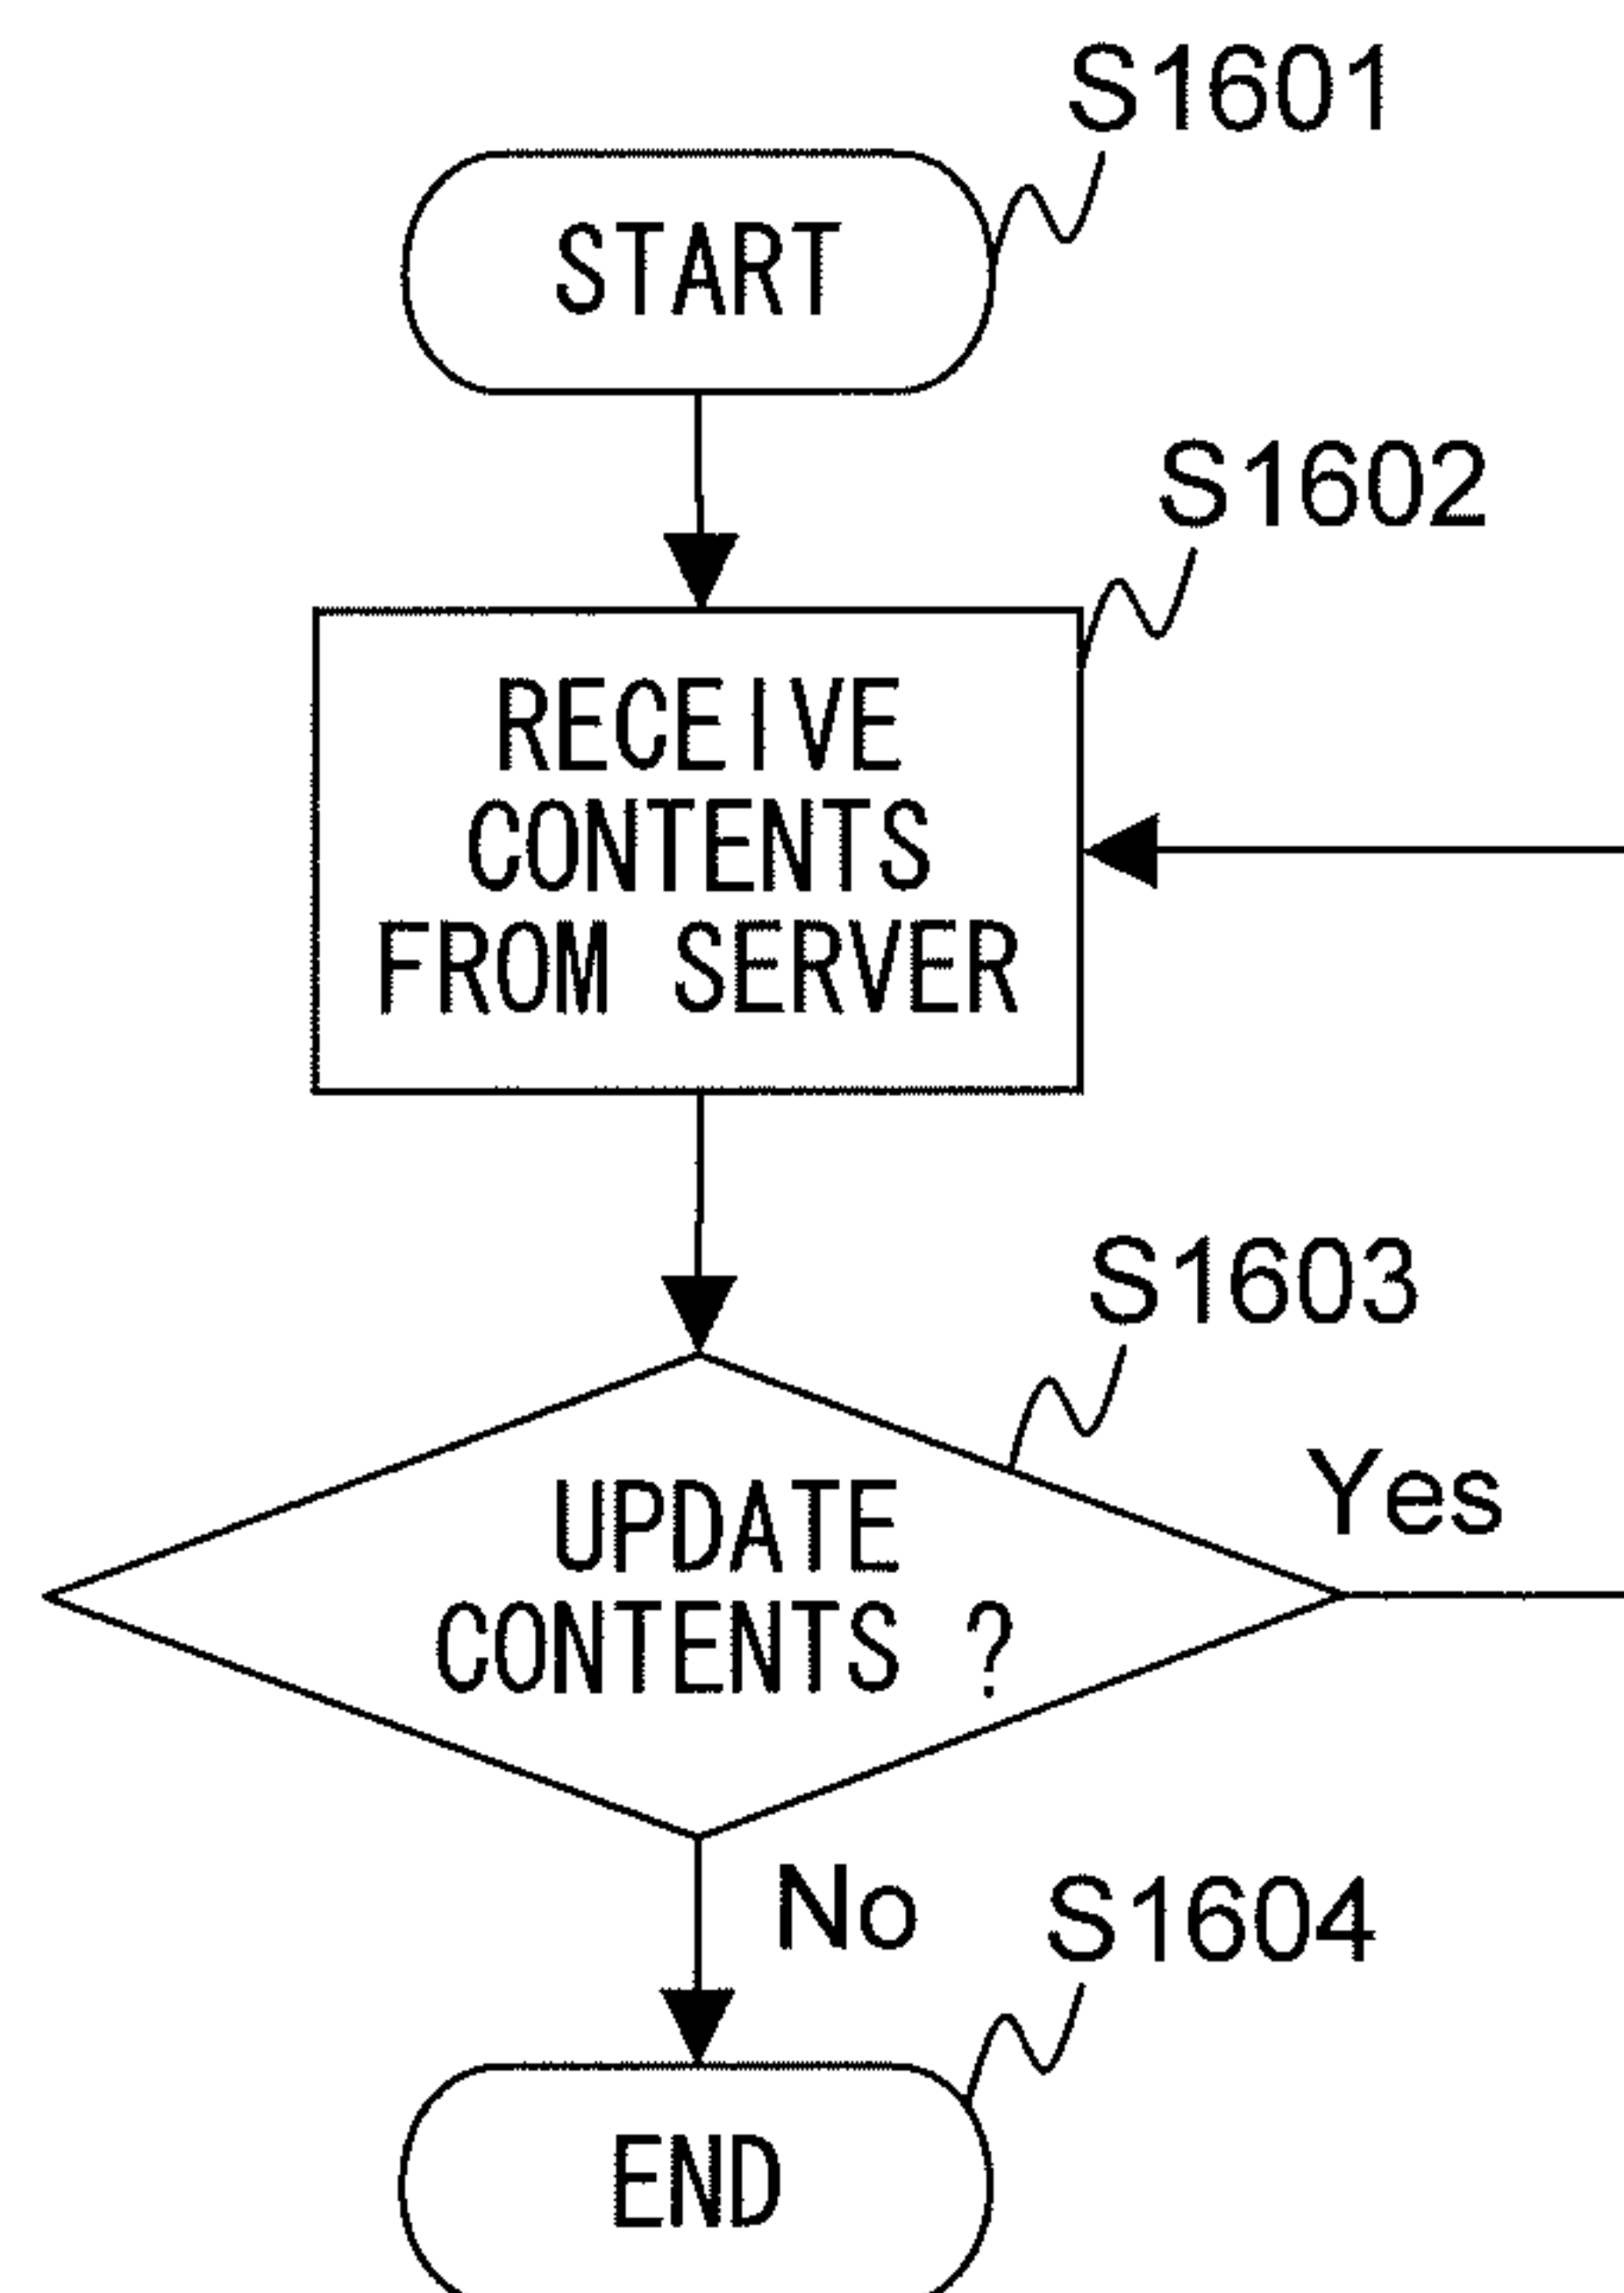 S1601
START
S1602
RECEIVE
CONTENTS
FROM SERVER
S1603
UPDATE
CONTENTS ?
Yes
No
S1604
END